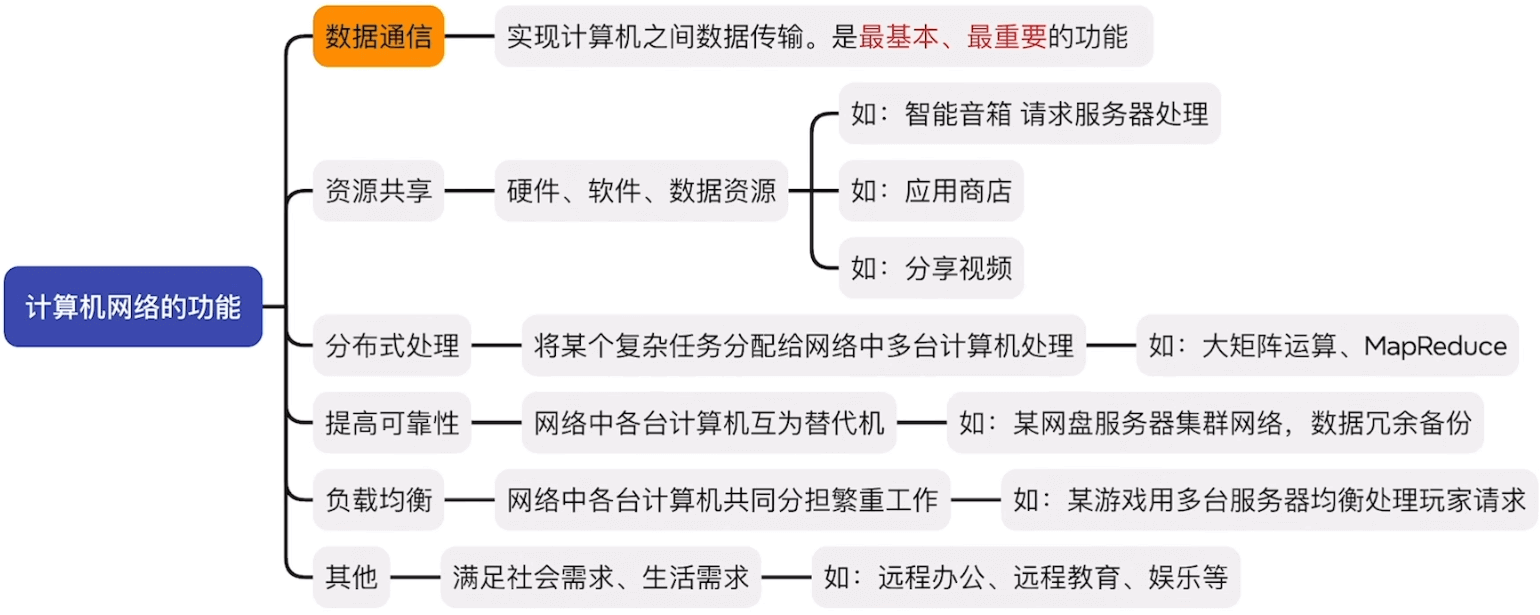 计算机网络的功能
数据通信
实现计算机之间数据传输。是最基本、最重要的功能
资源共享
硬件、软件、数据资源
如：智能音箱 请求服务器处理
如：应用商店
如：分享视频
分布式处理
将某个复杂任务分配给网络中多台计算机处理
如：大矩阵运算、MapReduce
提高可靠性
网络中各台计算机互为替代机
如：某网盘服务器集群网络，数据冗余备份
负载均衡
网络中各台计算机共同分担繁重工作
如：某游戏用多台服务器均衡处理玩家请求
其他
满足社会需求、生活需求
如：远程办公、远程教育、娱乐等